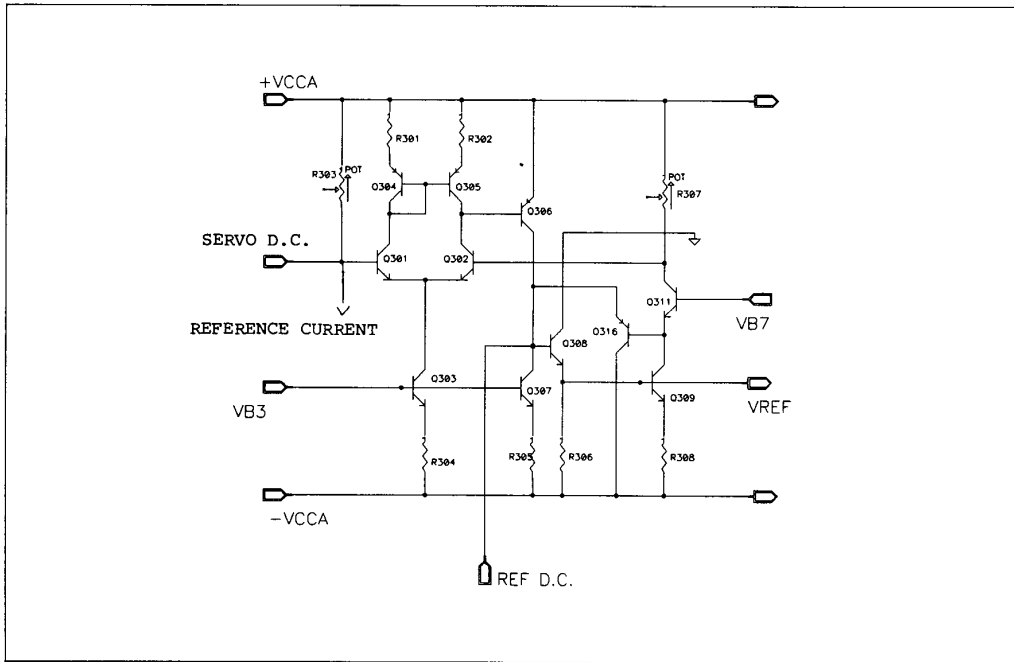 +VCCA
R301
R302
R303
POT
Q304
Q305
Q306
POT
R307
SERVO D.C.
Q301
Q302
Q311
VB7
REFERENCE CURRENT
Q316
Q308
Q303
Q307
Q309
VB3
VREF
R304
R305
R306
R308
-VCCA
REF D.C.